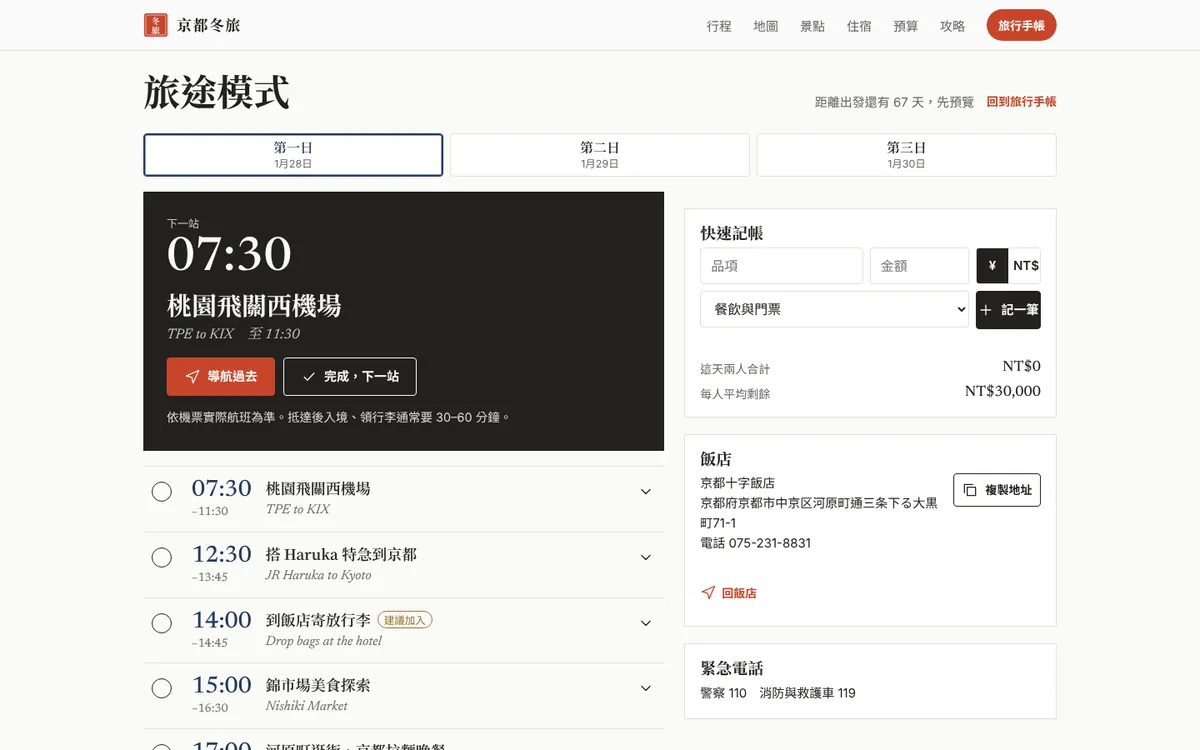 冬旅
京都冬旅
行程
地圖
景點
住宿
預算
攻略
旅行手帳
旅途模式
距離出發還有 67 天，先預覽
回到旅行手帳
第一日
1月28日
第二日
1月29日
第三日
1月30日
下一站
07:30
桃園飛關西機場
TPE to KIX 至 11:30
導航過去
完成，下一站
依機票實際航班為準。抵達後入境、領行李通常要 30–60 分鐘。
07:30 桃園飛關西機場
–11:30 TPE to KIX
12:30 搭 Haruka 特急到京都
–13:45 JR Haruka to Kyoto
14:00 到飯店寄放行李 建議加入
–14:45 Drop bags at the hotel
15:00 錦市場美食探索
–16:30 Nishiki Market
17:00 河原町逛街、京都拉麵晚餐
快速記帳
品項
金額
¥
NT$
餐飲與門票
記一筆
這天兩人合計 NT$0
每人平均剩餘 NT$30,000
飯店
京都十字飯店
京都府京都市中京区河原町通三条下る大黒
町71-1
電話 075-231-8831
複製地址
回飯店
緊急電話
警察 110 消防與救護車 119